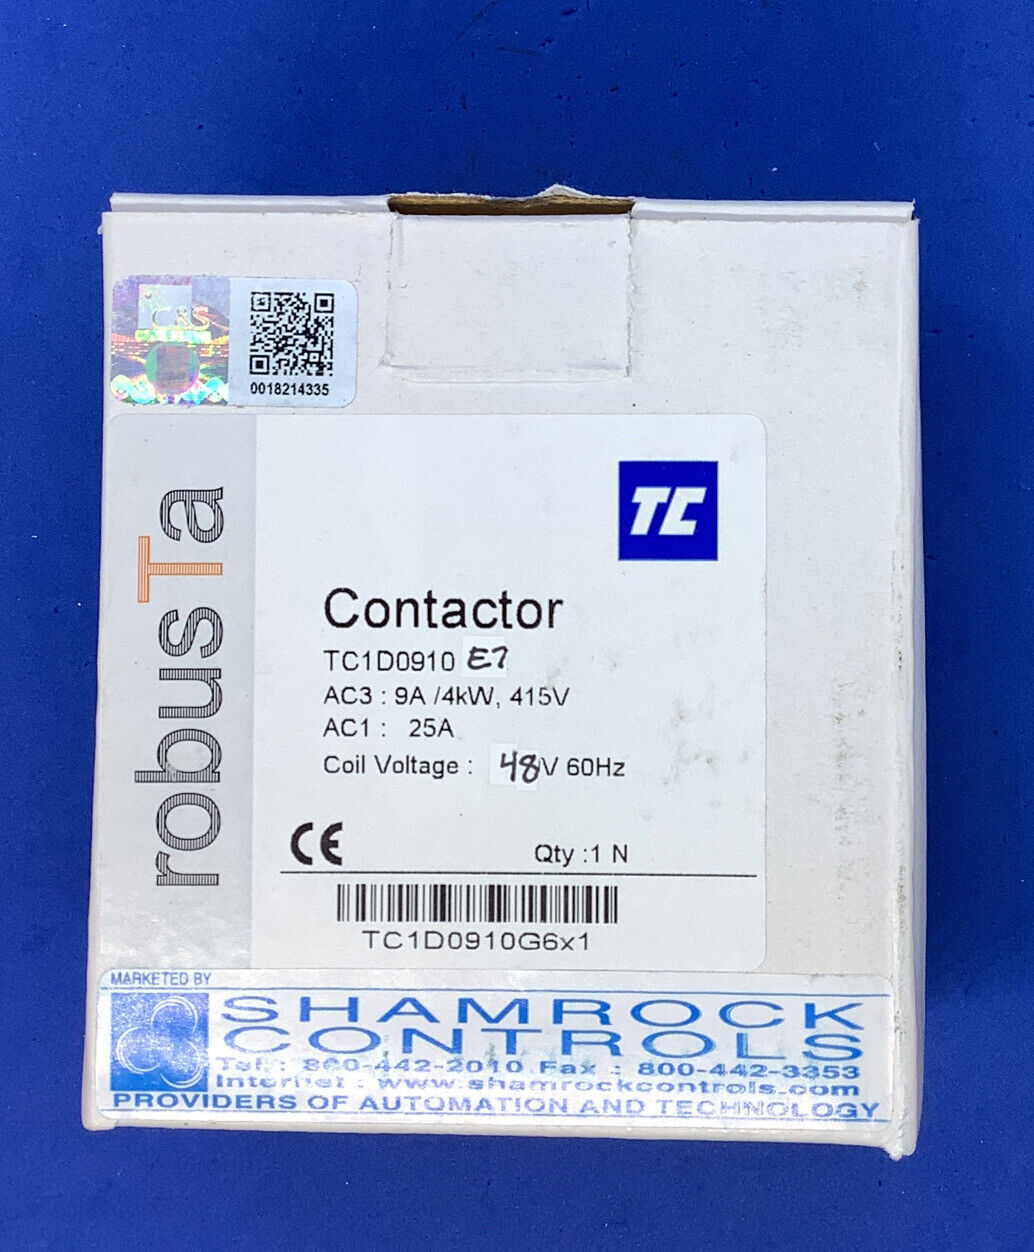 C&S
0018214335
robusTa
TC
Contactor
TC1D0910 E7
AC3 : 9A /4kW, 415V
AC1 : 25A
Coil Voltage : 48V 60Hz
CE
Qty :1 N
TC1D0910G6x1
MARKETED BY
SHAMROCK
CONTROLS
Tel : 800-442-2010 Fax : 800-442-3353
Internet : www.shamrockcontrols.com
PROVIDERS OF AUTOMATION AND TECHNOLOGY